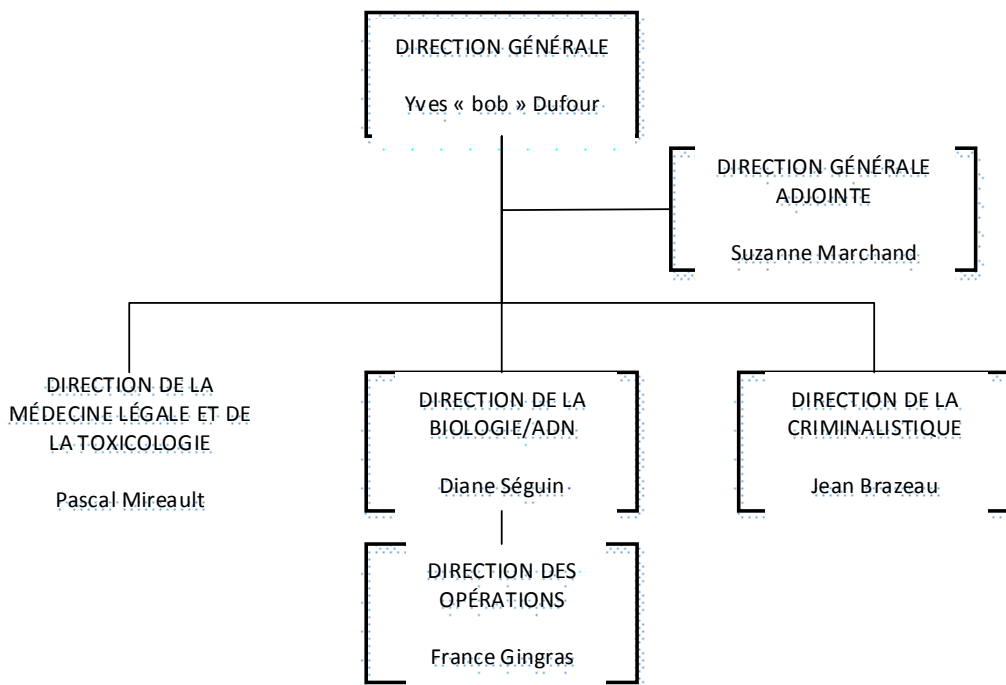 DIRECTION GÉNÉRALE
Yves « bob » Dufour
DIRECTION GÉNÉRALE
ADJOINTE
Suzanne Marchand
DIRECTION DE LA
MÉDECINE LÉGALE ET DE
LA TOXICOLOGIE
Pascal Mireault
DIRECTION DE LA
BIOLOGIE/ADN
Diane Séguin
DIRECTION DE LA
CRIMINALISTIQUE
Jean Brazeau
DIRECTION DES
OPÉRATIONS
France Gingras